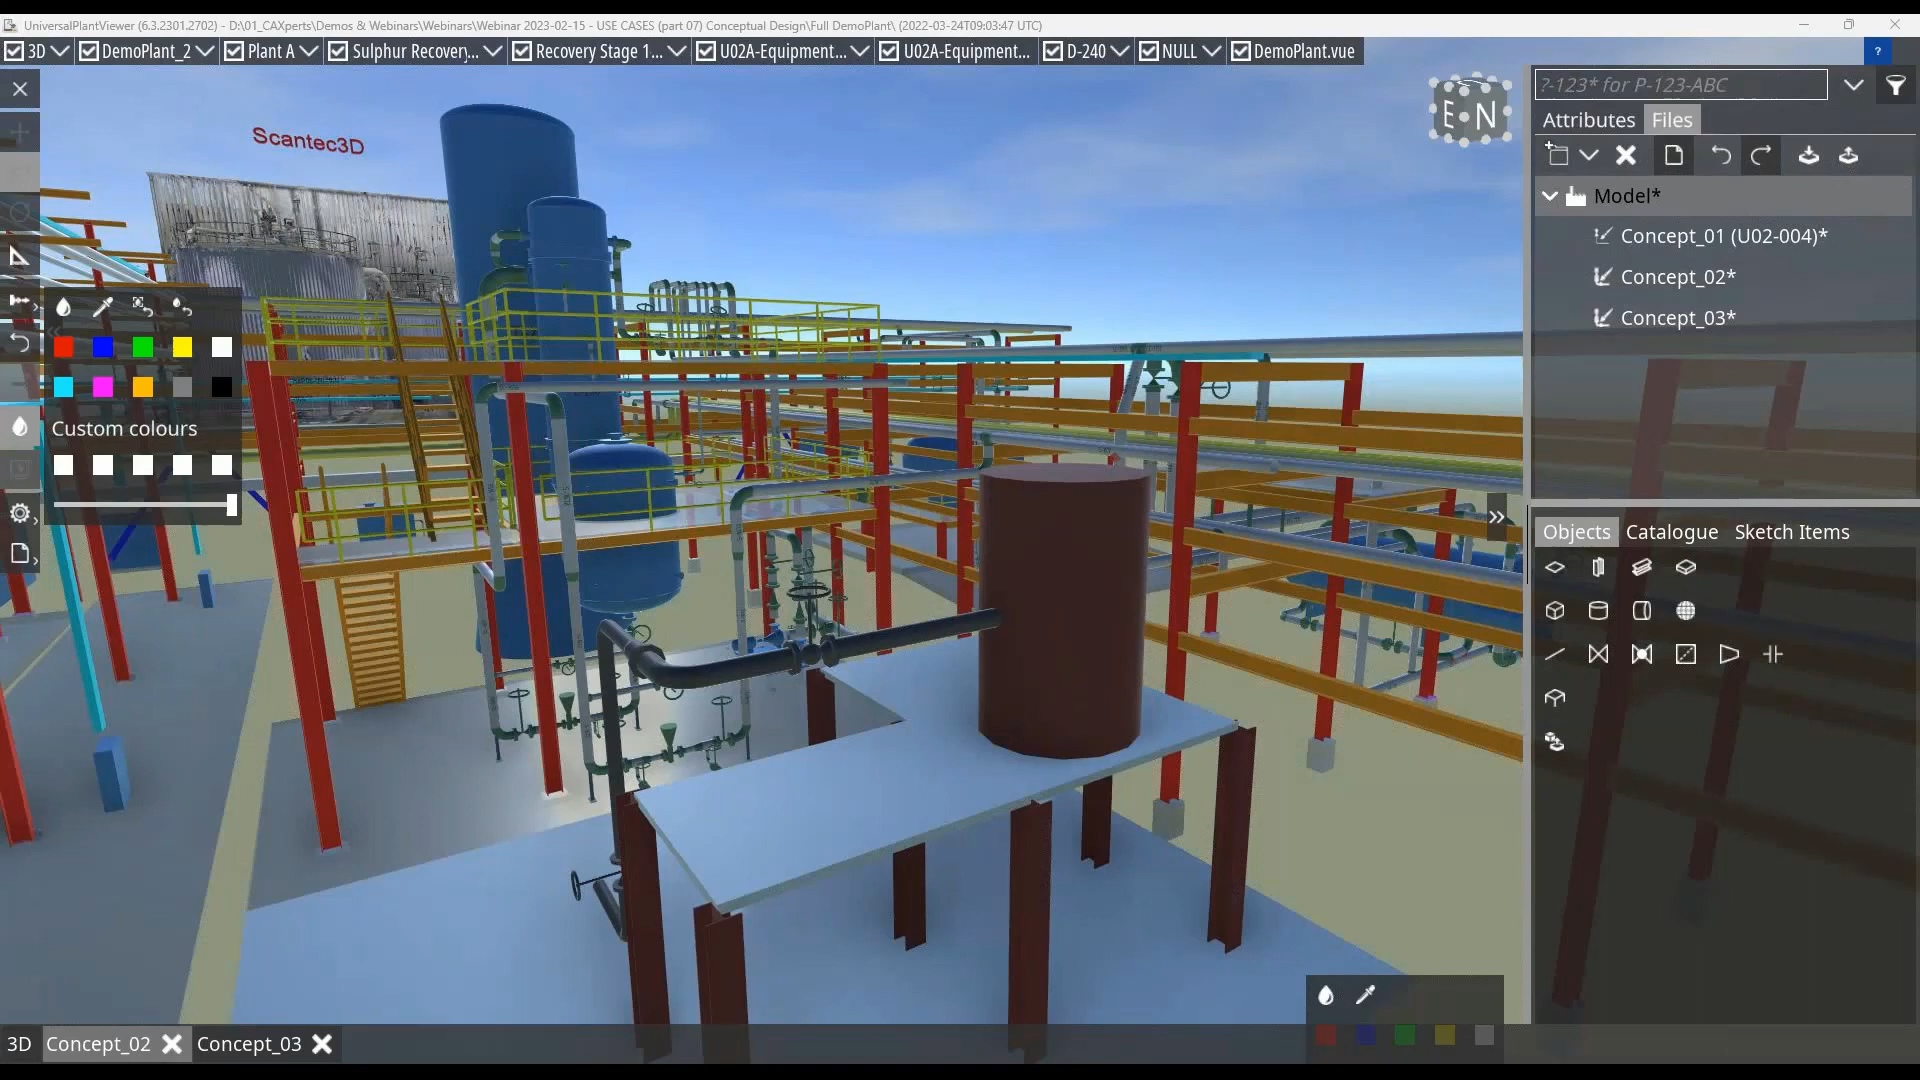 UniversalPlantViewer (6.3.2301.2702) - D:\01_CAXperts\Demos & Webinars\Webinars\Webinar 2023-02-15 - USE CASES (part 07) Conceptual Design\Full DemoPlant\ (2022-03-24T09:03:47 UTC)
3D DemoPlant_2 Plant A Sulphur Recovery,... Recovery Stage 1... U02A-Equipment... U02A-Equipment... D-240 NULL DemoPlant.vue ?
?-123* for P-123-ABC
Scantec3D
E N
Attributes Files
Model*
Concept_01 (U02-004)*
Concept_02*
Concept_03*
Custom colours
Objects Catalogue Sketch Items
3D Concept_02 Concept_03